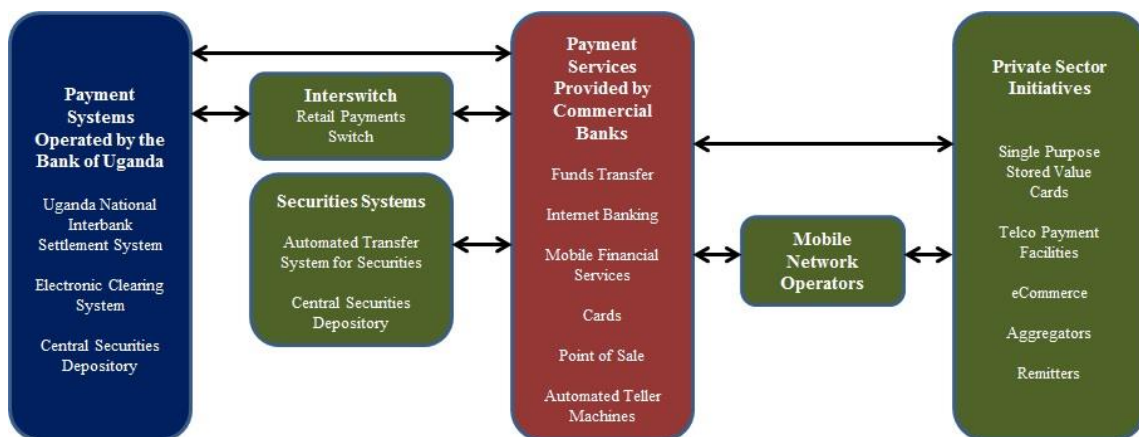 Payment
Systems
Operated by the
Bank of Uganda
Uganda National
Interbank
Settlement System
Electronic Clearing
System
Central Securities
Depository
Interswitch
Retail Payments
Switch
Securities Systems
Automated Transfer
System for Securities
Central Securities
Depository
Payment
Services
Provided by
Commercial
Banks
Funds Transfer
Internet Banking
Mobile Financial
Services
Cards
Point of Sale
Automated Teller
Machines
Mobile
Network
Operators
Private Sector
Initiatives
Single Purpose
Stored Value
Cards
Telco Payment
Facilities
eCommerce
Aggregators
Remitters